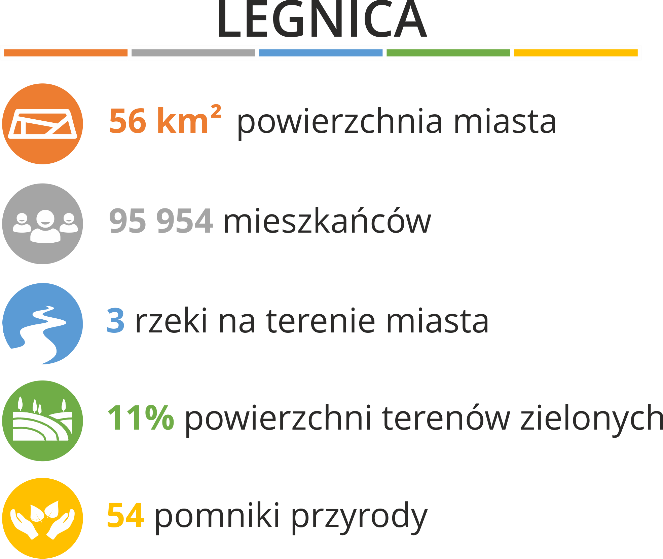 LEGNICA
56 km² powierzchnia miasta
95 954 mieszkańców
3 rzeki na terenie miasta
11% powierzchni terenów zielonych
54 pomniki przyrody